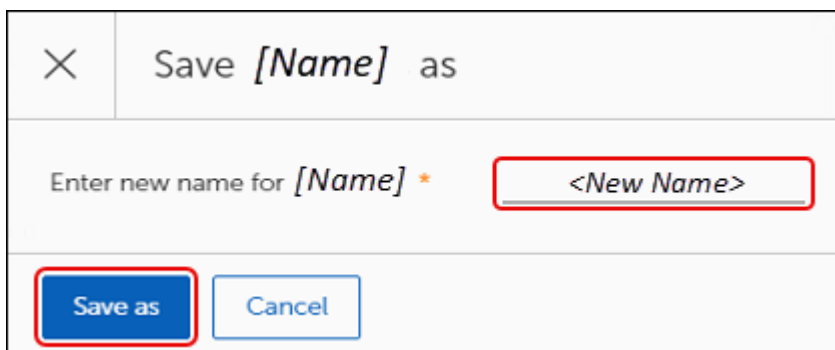 Save [Name] as
Enter new name for [Name] * <New Name>
Save as Cancel